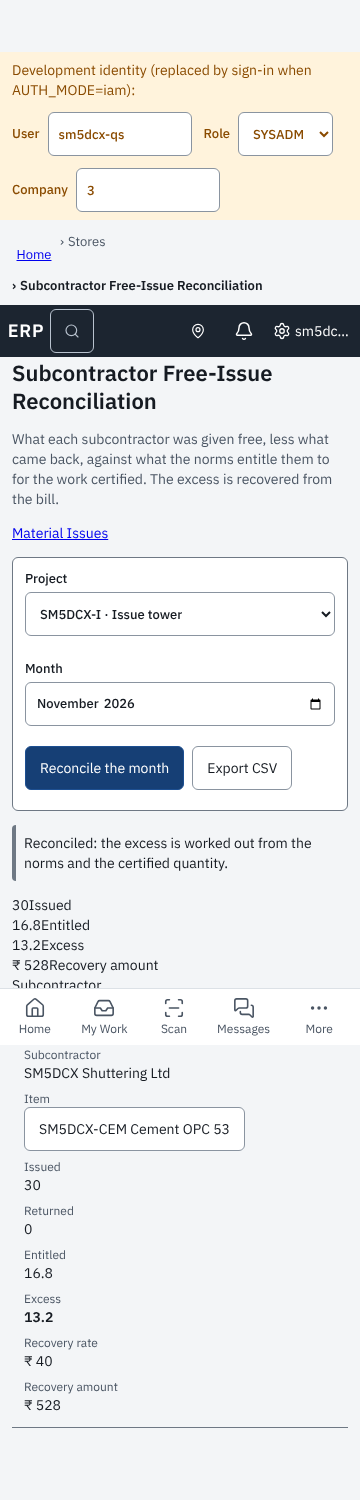 Development identity (replaced by sign-in when
AUTH_MODE=iam):
User sm5dcx-qs Role SYSADM
Company 3
Home › Stores
› Subcontractor Free-Issue Reconciliation
ERP sm5dc...
Subcontractor Free-Issue
Reconciliation
What each subcontractor was given free, less what
came back, against what the norms entitle them to
for the work certified. The excess is recovered from
the bill.
Material Issues
Project
SM5DCX-I · Issue tower
Month
November 2026
Reconcile the month Export CSV
Reconciled: the excess is worked out from the
norms and the certified quantity.
30Issued
16.8Entitled
13.2Excess
₹ 528Recovery amount
Subcontractor
Home My Work Scan Messages More
Subcontractor
SM5DCX Shuttering Ltd
Item
SM5DCX-CEM Cement OPC 53
Issued
30
Returned
0
Entitled
16.8
Excess
13.2
Recovery rate
₹ 40
Recovery amount
₹ 528